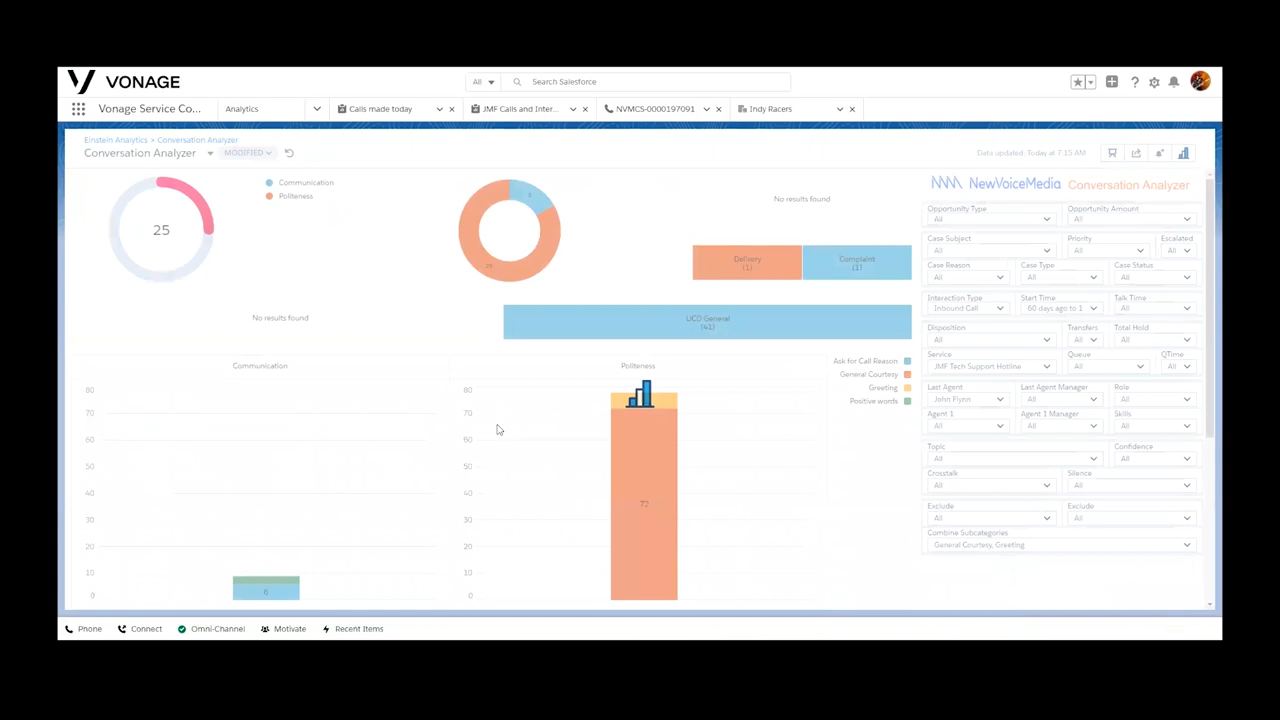 VONAGE
All
Search Salesforce
Vonage Service Co...
Analytics
Calls made today
JMF Calls and Inter...
NVMCS-0000197091
Indy Racers
Einstein Analytics > Conversation Analyzer
Conversation Analyzer
MODIFIED
Data updated: Today at 7:15 AM
25
Communication
Politeness
No results found
Delivery
(1)
Complaint
(1)
No results found
UCD General
(41)
Communication
80
70
60
50
40
30
20
10
0
6
Politeness
80
70
60
50
40
30
20
10
0
72
Ask for Call Reason
General Courtesy
Greeting
Positive words
NewVoiceMedia Conversation Analyzer
Opportunity Type
All
Opportunity Amount
All
Case Subject
All
Priority
All
Escalated
All
Case Reason
All
Case Type
All
Case Status
All
Interaction Type
Inbound Call
Start Time
60 days ago to 1
Talk Time
All
Disposition
All
Transfers
All
Total Hold
All
Service
JMF Tech Support Hotline
Queue
All
QTime
All
Last Agent
John Flynn
Last Agent Manager
All
Role
All
Agent 1
All
Agent 1 Manager
All
Skills
All
Topic
All
Confidence
All
Crosstalk
All
Silence
All
Exclude
All
Exclude
All
Combine Subcategories
General Courtesy, Greeting
Phone
Connect
Omni-Channel
Motivate
Recent Items